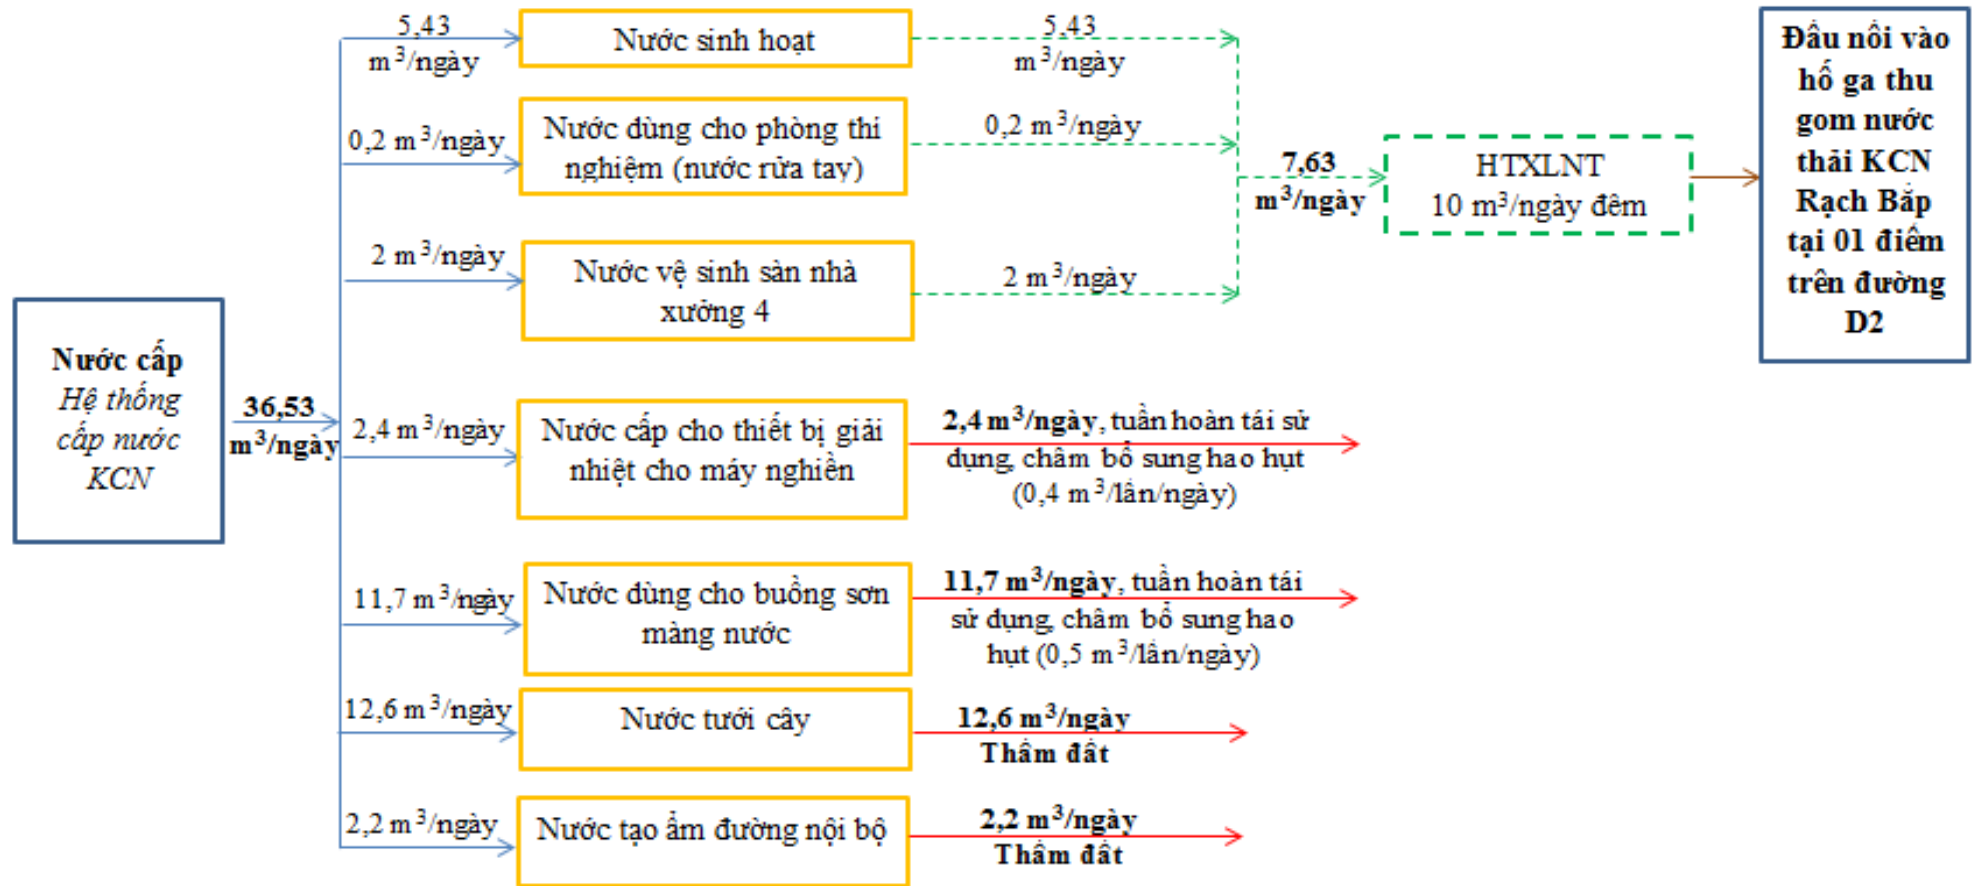 Nước cấp
Hệ thống
cấp nước
KCN
36,53
m³/ngày
5,43
m³/ngày
Nước sinh hoạt
5,43
m³/ngày
0,2 m³/ngày
Nước dùng cho phòng thí
nghiệm (nước rửa tay)
0,2 m³/ngày
2 m³/ngày
Nước vệ sinh sàn nhà
xưởng 4
2 m³/ngày
7,63
m³/ngày
HTXLNT
10 m³/ngày đêm
Đấu nối vào
hố ga thu
gom nước
thải KCN
Rạch Bắp
tại 01 điểm
trên đường
D2
2,4 m³/ngày
Nước cấp cho thiết bị giải
nhiệt cho máy nghiền
2,4 m³/ngày, tuần hoàn tái sử
dụng, châm bổ sung hao hụt
(0,4 m³/lần/ngày)
11,7 m³/ngày
Nước dùng cho buồng sơn
màng nước
11,7 m³/ngày, tuần hoàn tái
sử dụng, châm bổ sung hao
hụt (0,5 m³/lần/ngày)
12,6 m³/ngày
Nước tưới cây
12,6 m³/ngày
Thấm đất
2,2 m³/ngày
Nước tạo ẩm đường nội bộ
2,2 m³/ngày
Thấm đất